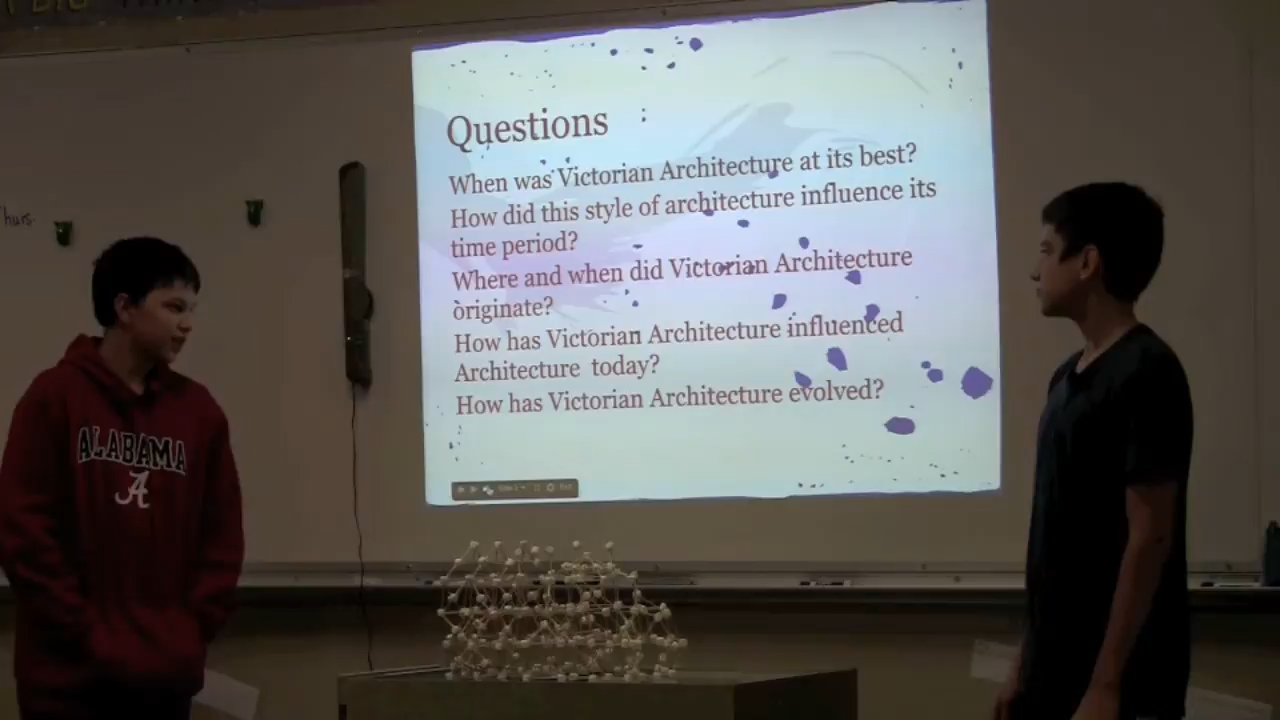 Thurs.
Questions
When was Victorian Architecture at its best?
How did this style of architecture influence its
time period?
Where and when did Victorian Architecture
originate?
How has Victorian Architecture influenced
Architecture today?
How has Victorian Architecture evolved?
ALABAMA
A